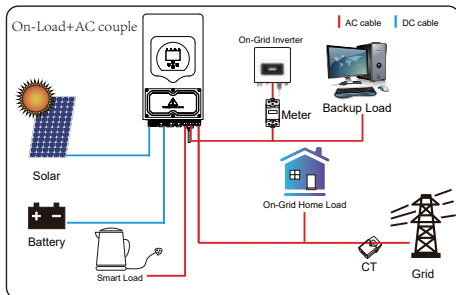 On-Load+AC couple
AC cable
DC cable
On-Grid Inverter
Meter
Backup Load
Solar
On-Grid Home Load
Battery
Smart Load
CT
Grid